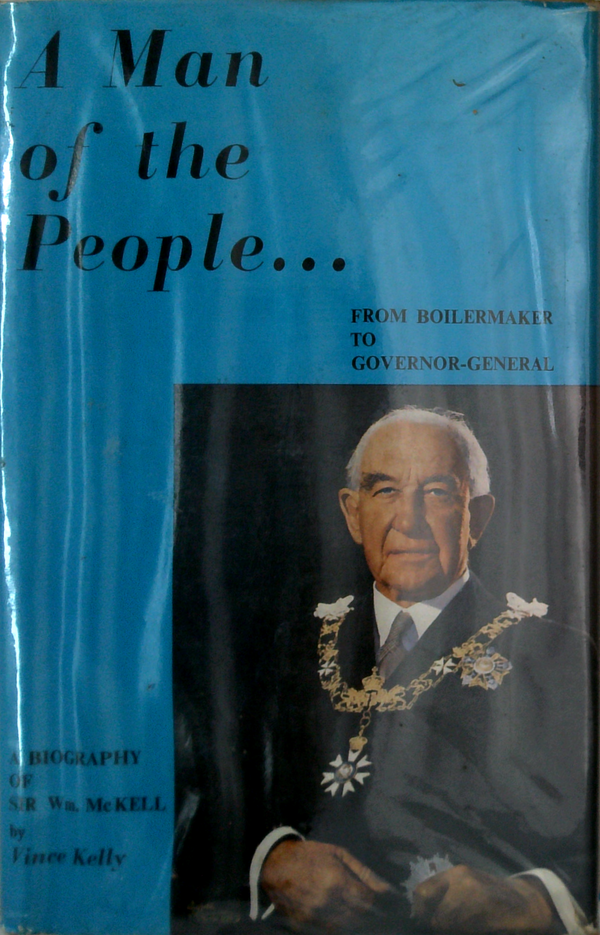 A Man
of the
People...
FROM BOILERMAKER
TO
GOVERNOR-GENERAL
A BIOGRAPHY
OF
SIR Wm. McKELL
by
Vince Kelly